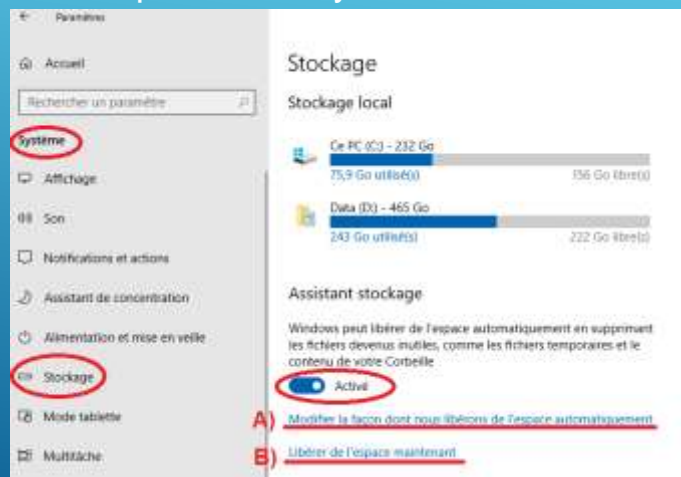 Paramètres
Accueil
Rechercher un paramètre
Système
Affichage
Son
Notifications et actions
Assistant de concentration
Alimentation et mise en veille
Stockage
Mode tablette
Multitâche
Stockage
Stockage local
Ce PC (C:) - 232 Go
75,9 Go utilisé(s)
156 Go libre(s)
Data (D:) - 465 Go
243 Go utilisé(s)
222 Go libre(s)
Assistant stockage
Windows peut libérer de l'espace automatiquement en supprimant
les fichiers devenus inutiles, comme les fichiers temporaires et le
contenu de votre Corbeille
Activé
A) Modifier la façon dont nous libérons de l'espace automatiquement
B) Libérer de l'espace maintenant